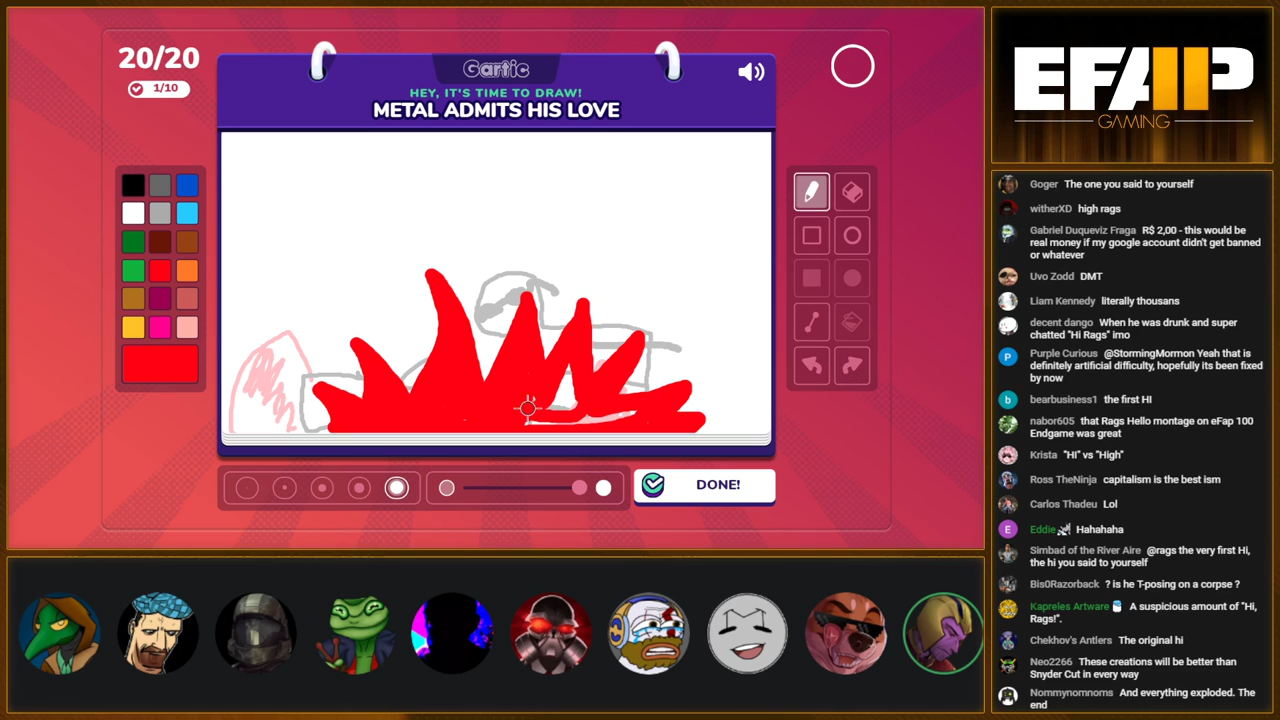 20/20
1/10
Gartic
HEY, IT'S TIME TO DRAW!
METAL ADMITS HIS LOVE
DONE!
EFAP
GAMING
Goger The one you said to yourself
witherXD high rags
Gabriel Duqueviz Fraga R$ 2,00 - this would be
real money if my google account didn't get banned
or whatever
Uvo Zodd DMT
Liam Kennedy literally thousans
decent dango When he was drunk and super
chatted "Hi Rags" imo
P Purple Curious @StormingMormon Yeah that is
definitely artificial difficulty, hopefully its been fixed
by now
b bearbusiness1 the first HI
nabor605 that Rags Hello montage on eFap 100
Endgame was great
Krista "HI" vs "High"
Ross TheNinja capitalism is the best ism
Carlos Thadeu Lol
E Eddie Hahahaha
Simbad of the River Aire @rags the very first Hi,
the hi you said to yourself
Bis0Razorback ? is he T-posing on a corpse ?
Kapreles Artware A suspicious amount of "Hi,
Rags!".
Chekhov's Antlers The original hi
Neo2266 These creations will be better than
Snyder Cut in every way
Nommynomnoms And everything exploded. The
end